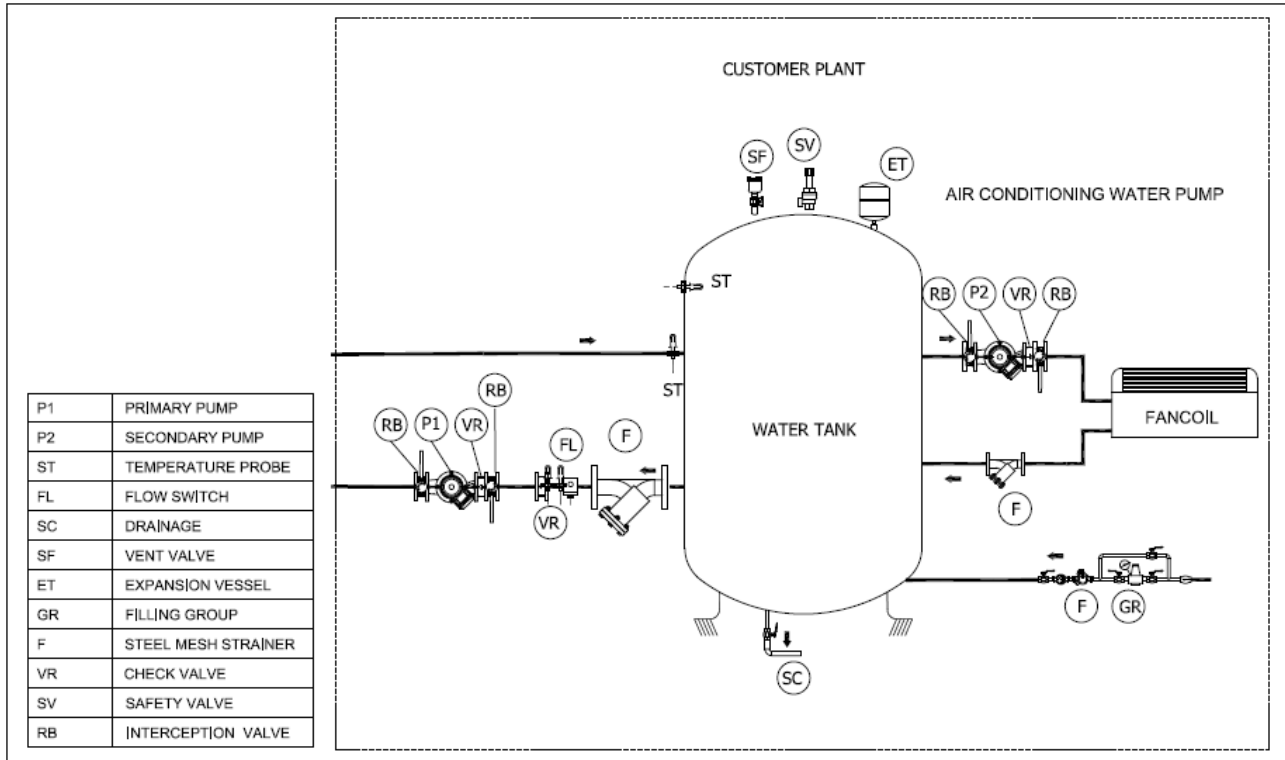 CUSTOMER PLANT
SF
SV
ET
AIR CONDITIONING WATER PUMP
ST
RB
P2
VR
RB
ST
FANCOIL
RB
P1
VR
RB
FL
F
WATER TANK
VR
F
F
GR
SC
P1 PRIMARY PUMP
P2 SECONDARY PUMP
ST TEMPERATURE PROBE
FL FLOW SWITCH
SC DRAINAGE
SF VENT VALVE
ET EXPANSION VESSEL
GR FILLING GROUP
F STEEL MESH STRAINER
VR CHECK VALVE
SV SAFETY VALVE
RB INTERCEPTION VALVE